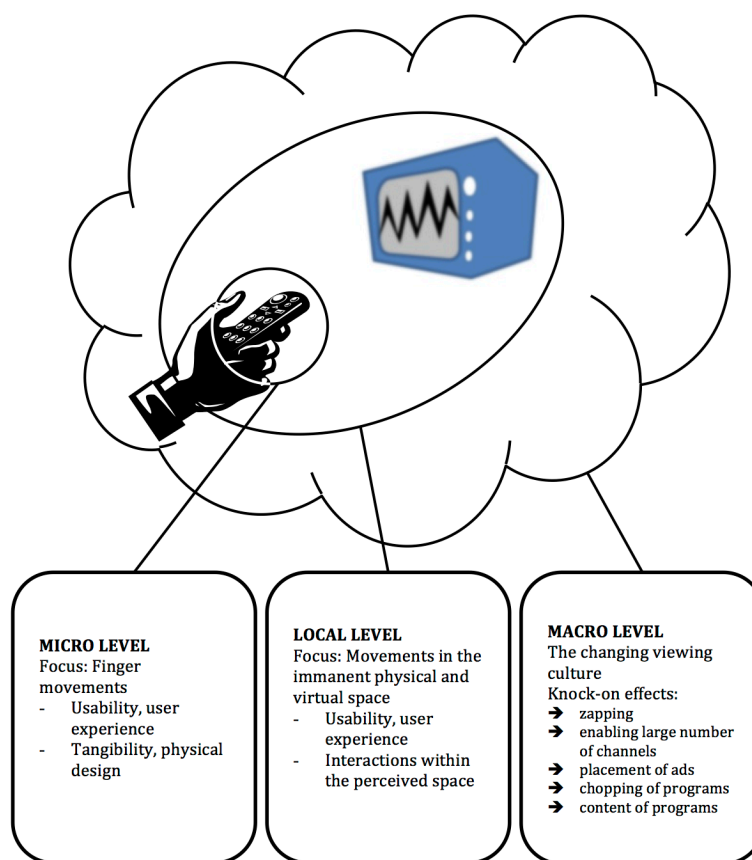 MICRO LEVEL
Focus: Finger
movements
- Usability, user
experience
- Tangibility, physical
design
LOCAL LEVEL
Focus: Movements in the
immanent physical and
virtual space
- Usability, user
experience
- Interactions within
the perceived space
MACRO LEVEL
The changing viewing
culture
Knock-on effects:
➔ zapping
➔ enabling large number
of channels
➔ placement of ads
➔ chopping of programs
➔ content of programs